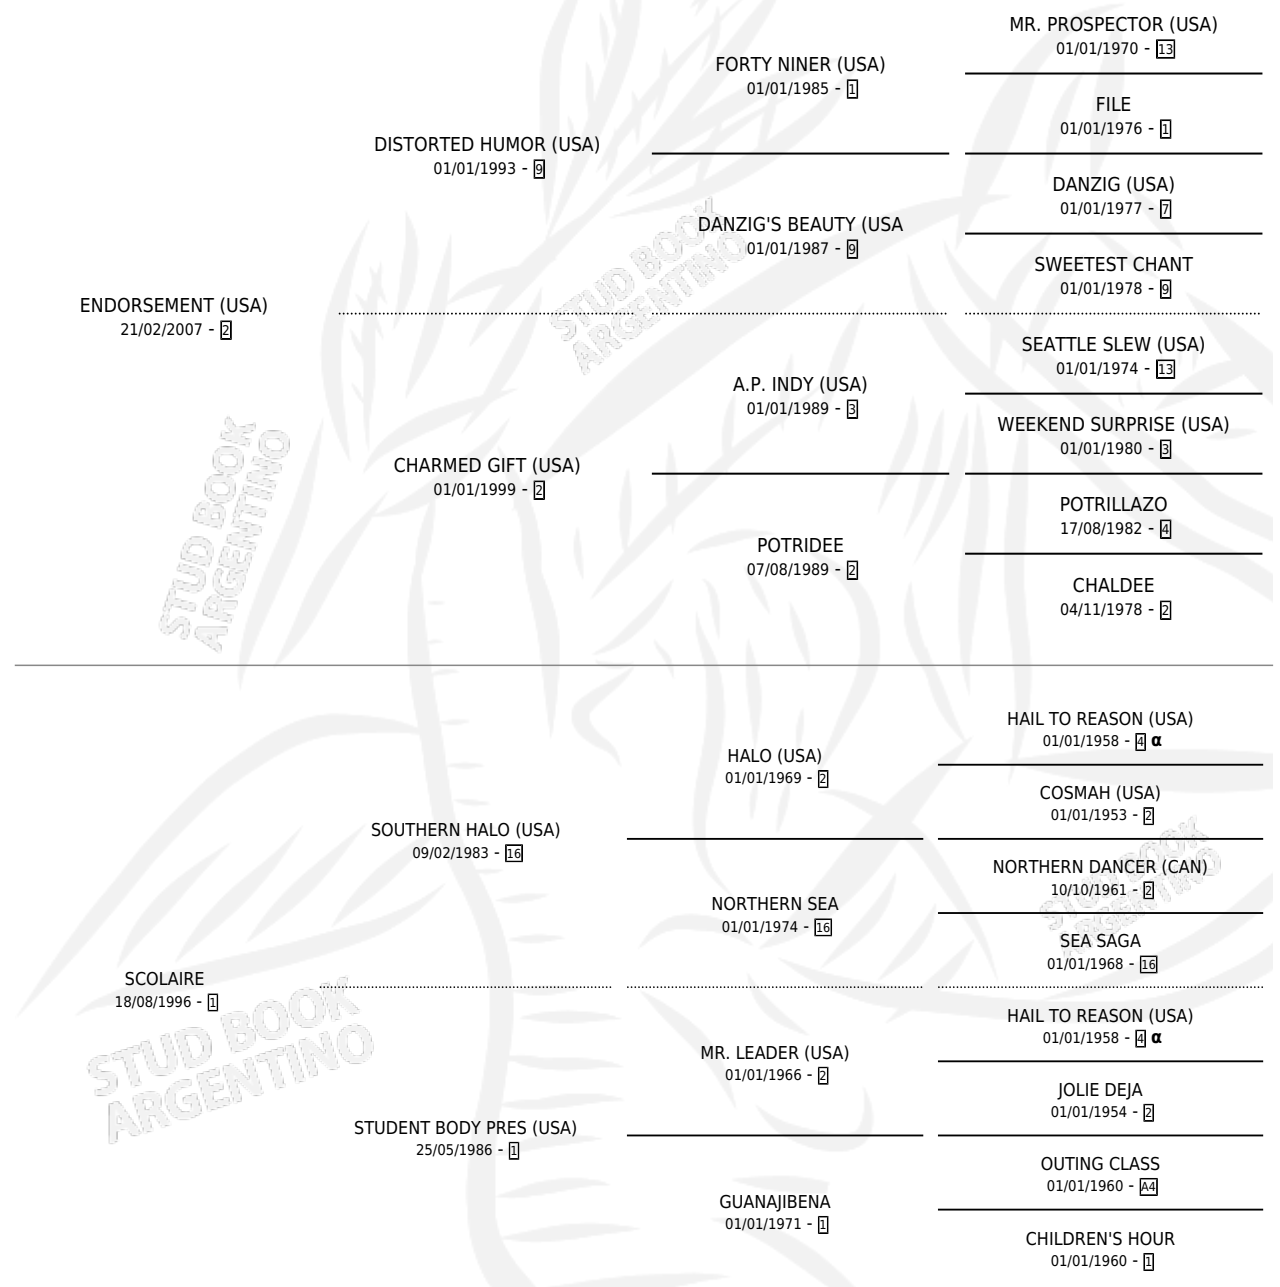 MR. PROSPECTOR (USA)
01/01/1970 - 13
FORTY NINER (USA)
01/01/1985 - 1
FILE
01/01/1976 - 1
DISTORTED HUMOR (USA)
01/01/1993 - 9
DANZIG (USA)
01/01/1977 - 7
DANZIG'S BEAUTY (USA
01/01/1987 - 9
SWEETEST CHANT
01/01/1978 - 9
STUD BOOK
ARGENTINO
ENDORSEMENT (USA)
21/02/2007 - 2
SEATTLE SLEW (USA)
01/01/1974 - 13
A.P. INDY (USA)
01/01/1989 - 3
WEEKEND SURPRISE (USA)
01/01/1980 - 3
CHARMED GIFT (USA)
01/01/1999 - 2
POTRILLAZO
17/08/1982 - 4
POTRIDEE
07/08/1989 - 2
CHALDEE
04/11/1978 - 2
STUD BOOK
ARGENTINO
HAIL TO REASON (USA)
01/01/1958 - 4 α
HALO (USA)
01/01/1969 - 2
COSMAH (USA)
01/01/1953 - 2
SOUTHERN HALO (USA)
09/02/1983 - 16
NORTHERN DANCER (CAN)
10/10/1961 - 2
NORTHERN SEA
01/01/1974 - 16
SEA SAGA
01/01/1968 - 16
STUD BOOK
ARGENTINO
SCOLAIRE
18/08/1996 - 1
HAIL TO REASON (USA)
01/01/1958 - 4 α
MR. LEADER (USA)
01/01/1966 - 2
JOLIE DEJA
01/01/1954 - 2
STUDENT BODY PRES (USA)
25/05/1986 - 1
OUTING CLASS
01/01/1960 - A4
GUANAJIBENA
01/01/1971 - 1
CHILDREN'S HOUR
01/01/1960 - 1
STUD BOOK
ARGENTINO